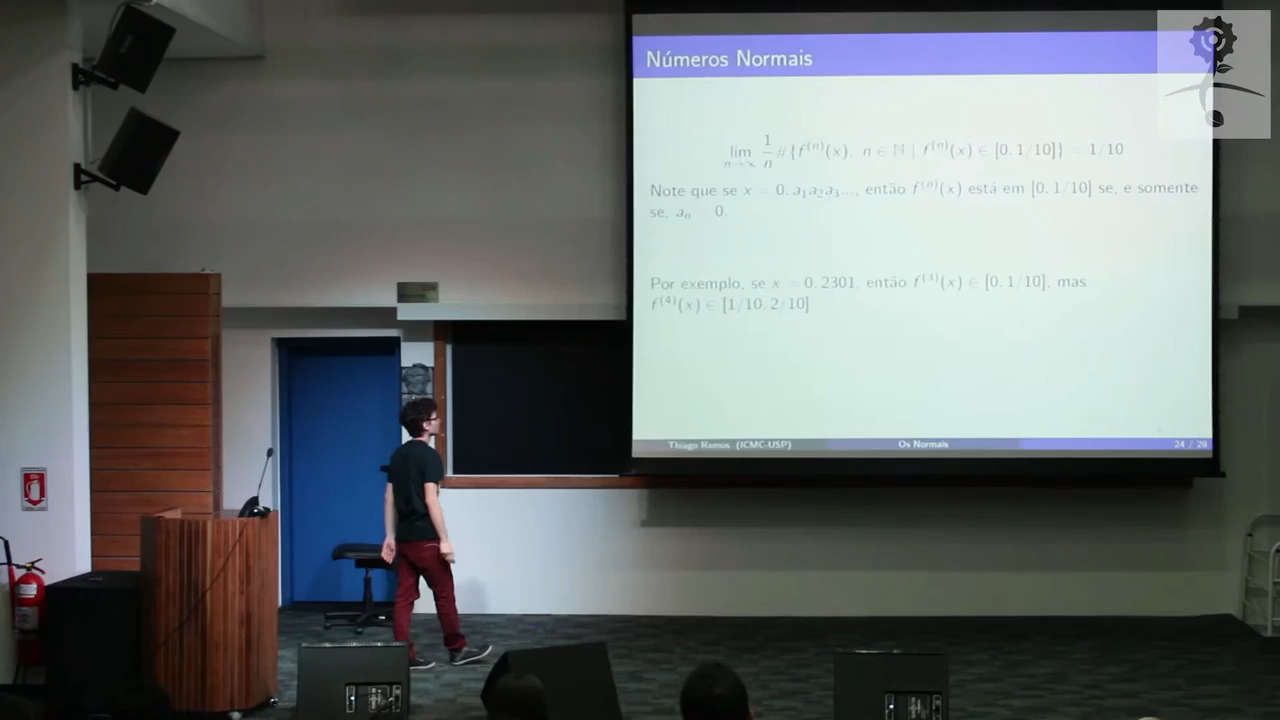 Números Normais
lim n→∞ 1/n #{f⁽ⁿ⁾(x), n ∈ ℕ | f⁽ⁿ⁾(x) ∈ [0, 1/10]} = 1/10
Note que se x = 0, a₁a₂a₃..., então f⁽ⁿ⁾(x) está em [0, 1/10] se, e somente
se, aₙ = 0.
Por exemplo, se x = 0, 2301, então f⁽³⁾(x) ∈ [0, 1/10], mas
f⁽⁴⁾(x) ∈ [1/10, 2/10]
Thiago Ramos (ICMC-USP) Os Normais 24 / 28